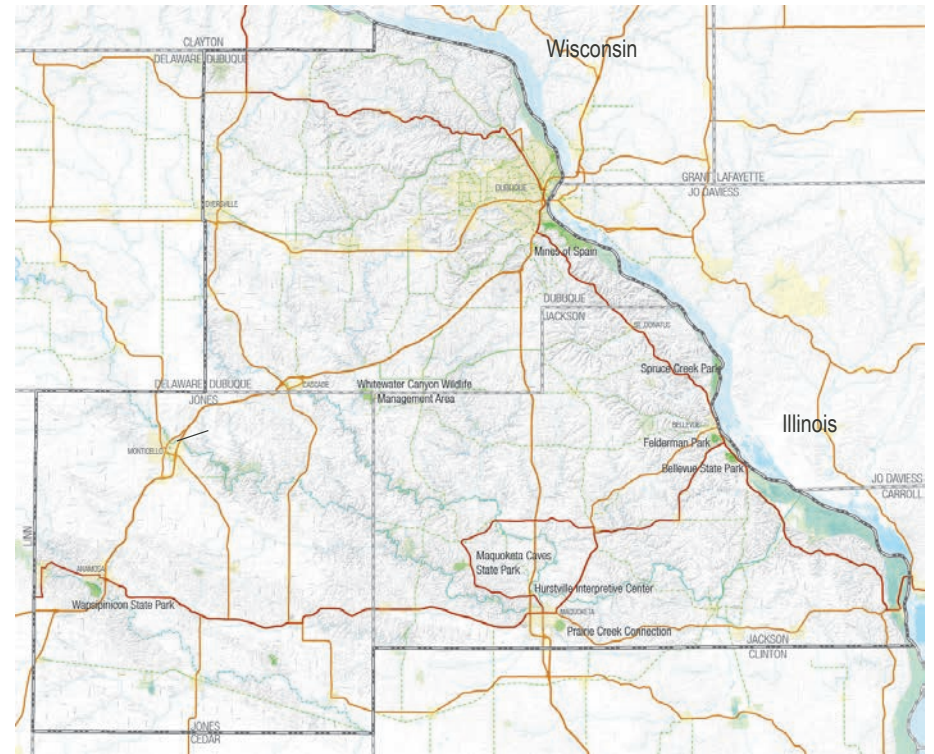 Wisconsin
CLAYTON
DELAWARE DUBUQUE
GRANT LAFAYETTE
JO DAVIESS
DUBUQUE
DYERSVILLE
Mines of Spain
DUBUQUE
JACKSON
ST. DONATUS
Spruce Creek Park
DELAWARE DUBUQUE
JONES
CASCADE
Whitewater Canyon Wildlife
Management Area
Illinois
BELLEVUE
Felderman Park
Bellevue State Park
MONTICELLO
JO DAVIESS
CARROLL
LINN
Maquoketa Caves
State Park
ANAMOSA
Wapsipinicon State Park
Hurstville Interpretive Center
MAQUOKETA
Prairie Creek Connection
JACKSON
CLINTON
JONES
CEDAR